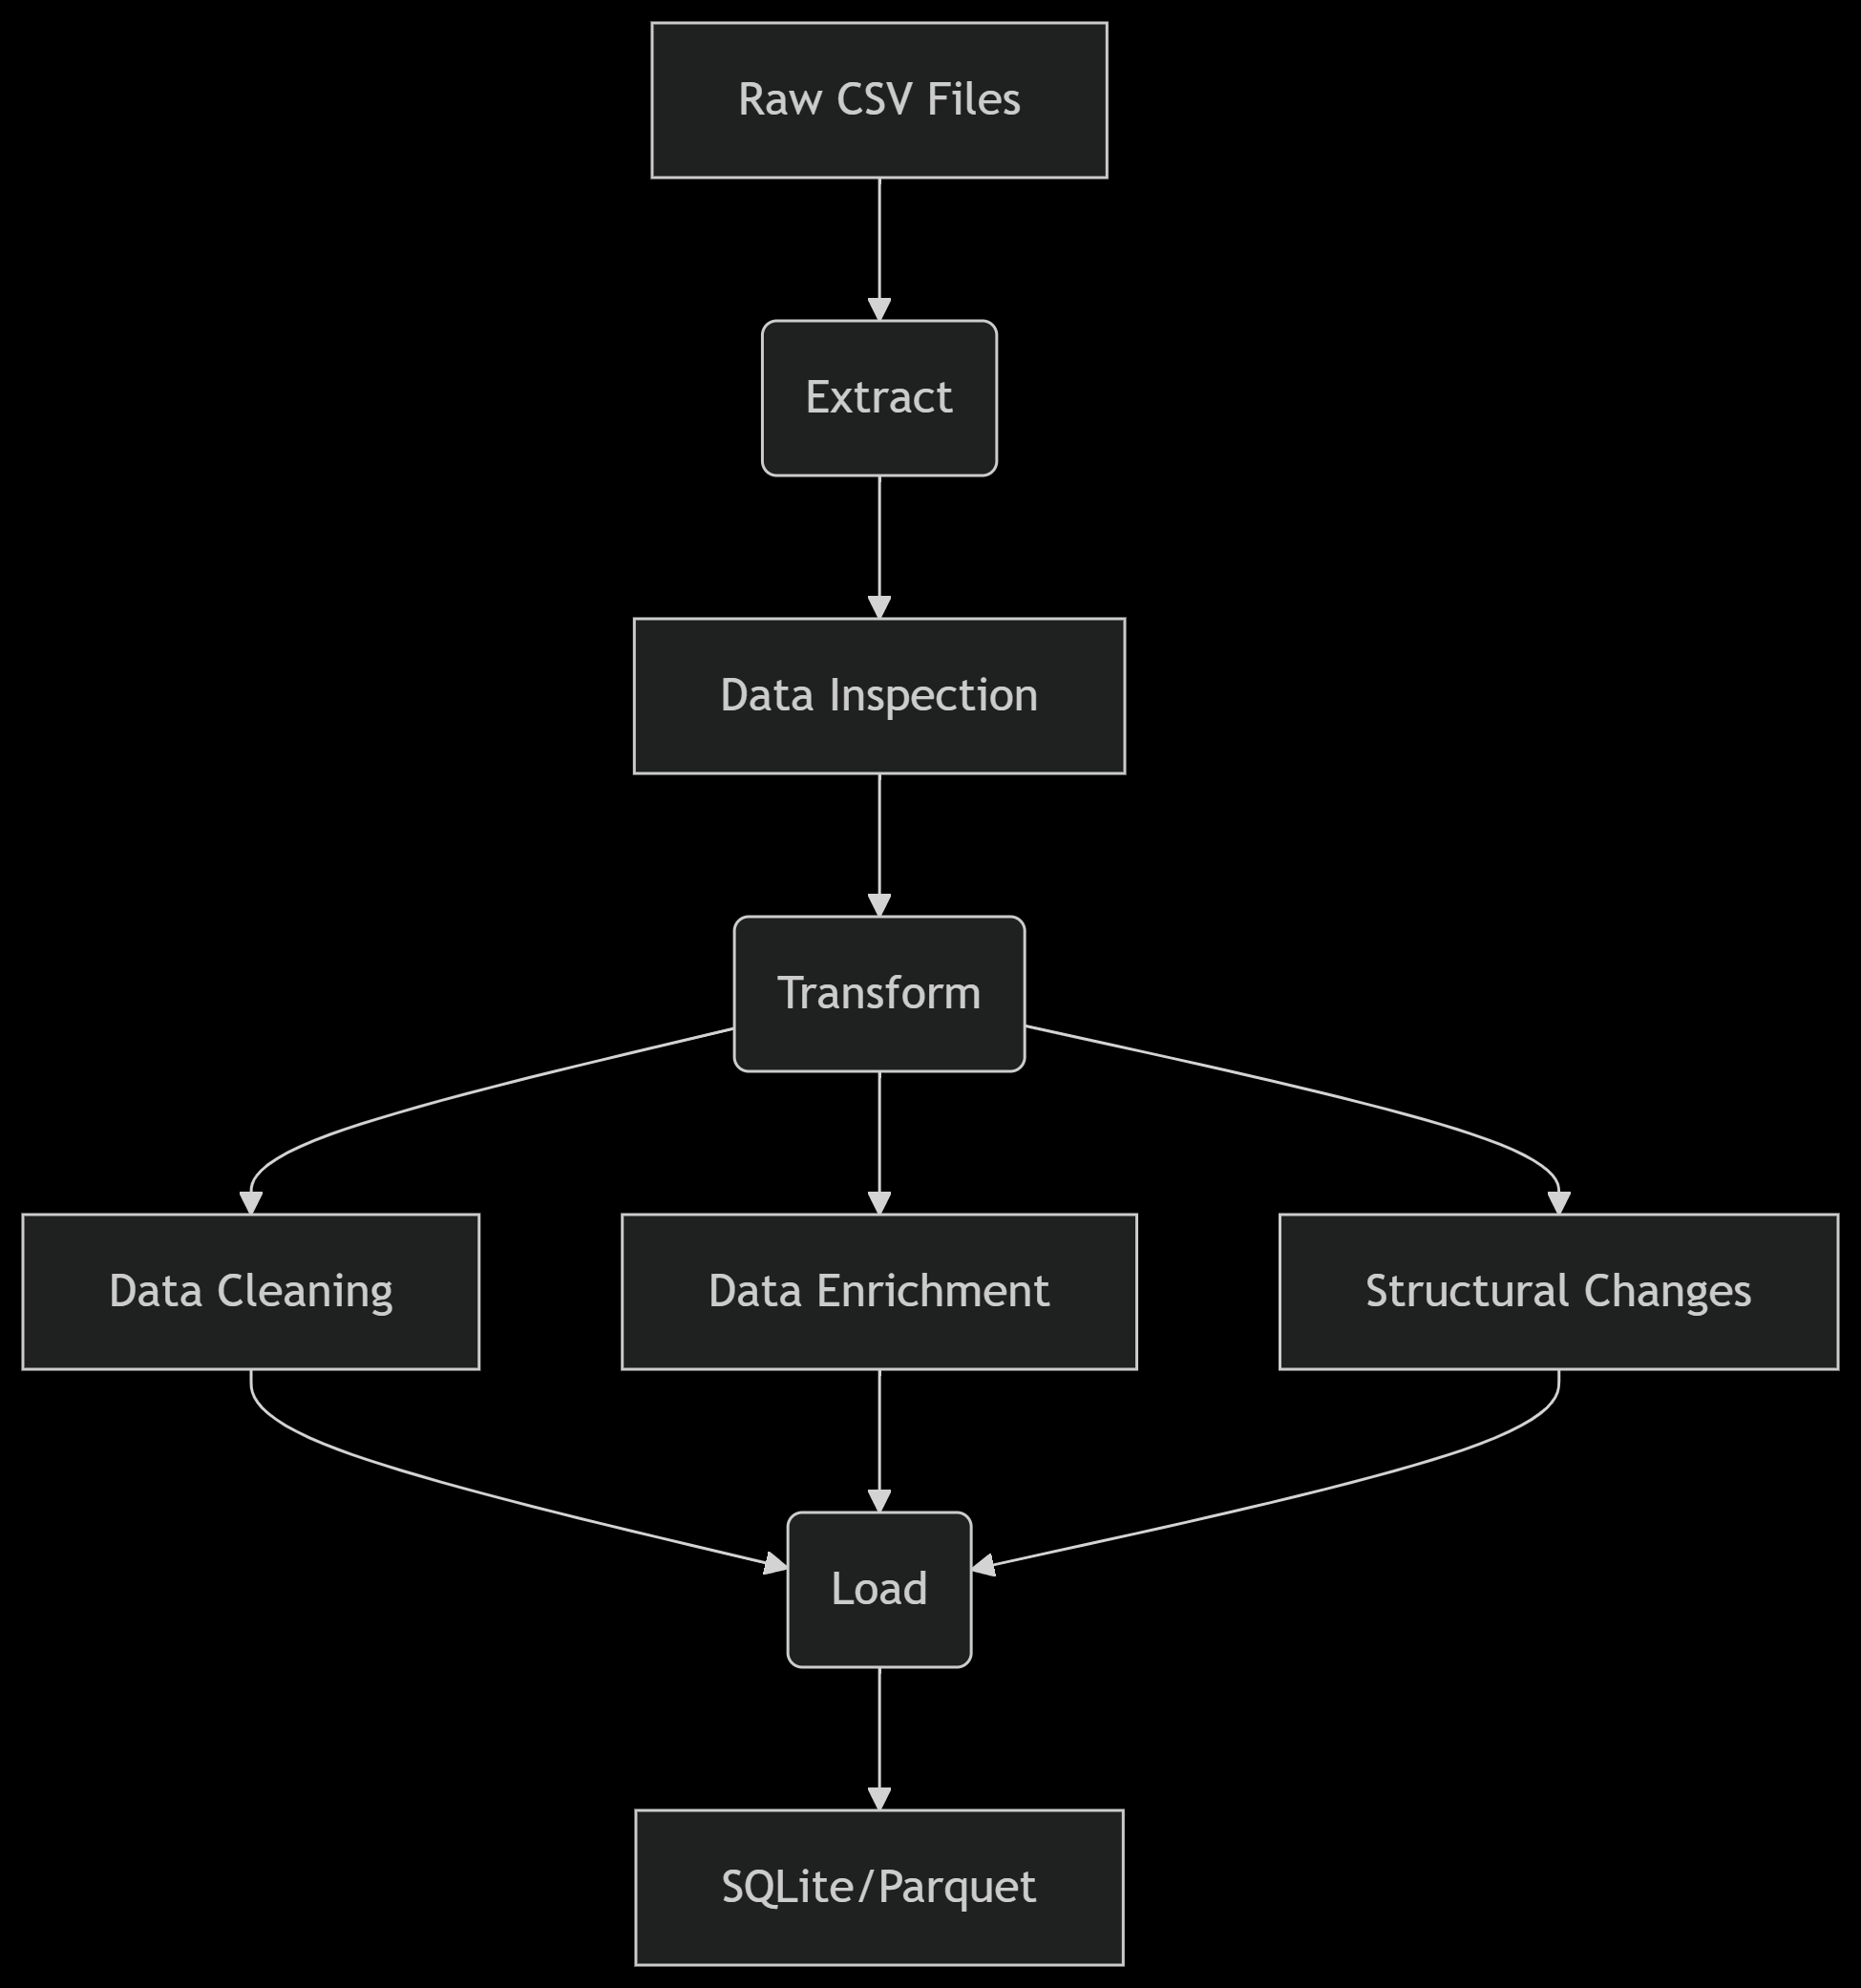 Raw CSV Files
Extract
Data Inspection
Transform
Data Cleaning
Data Enrichment
Structural Changes
Load
SQLite/Parquet